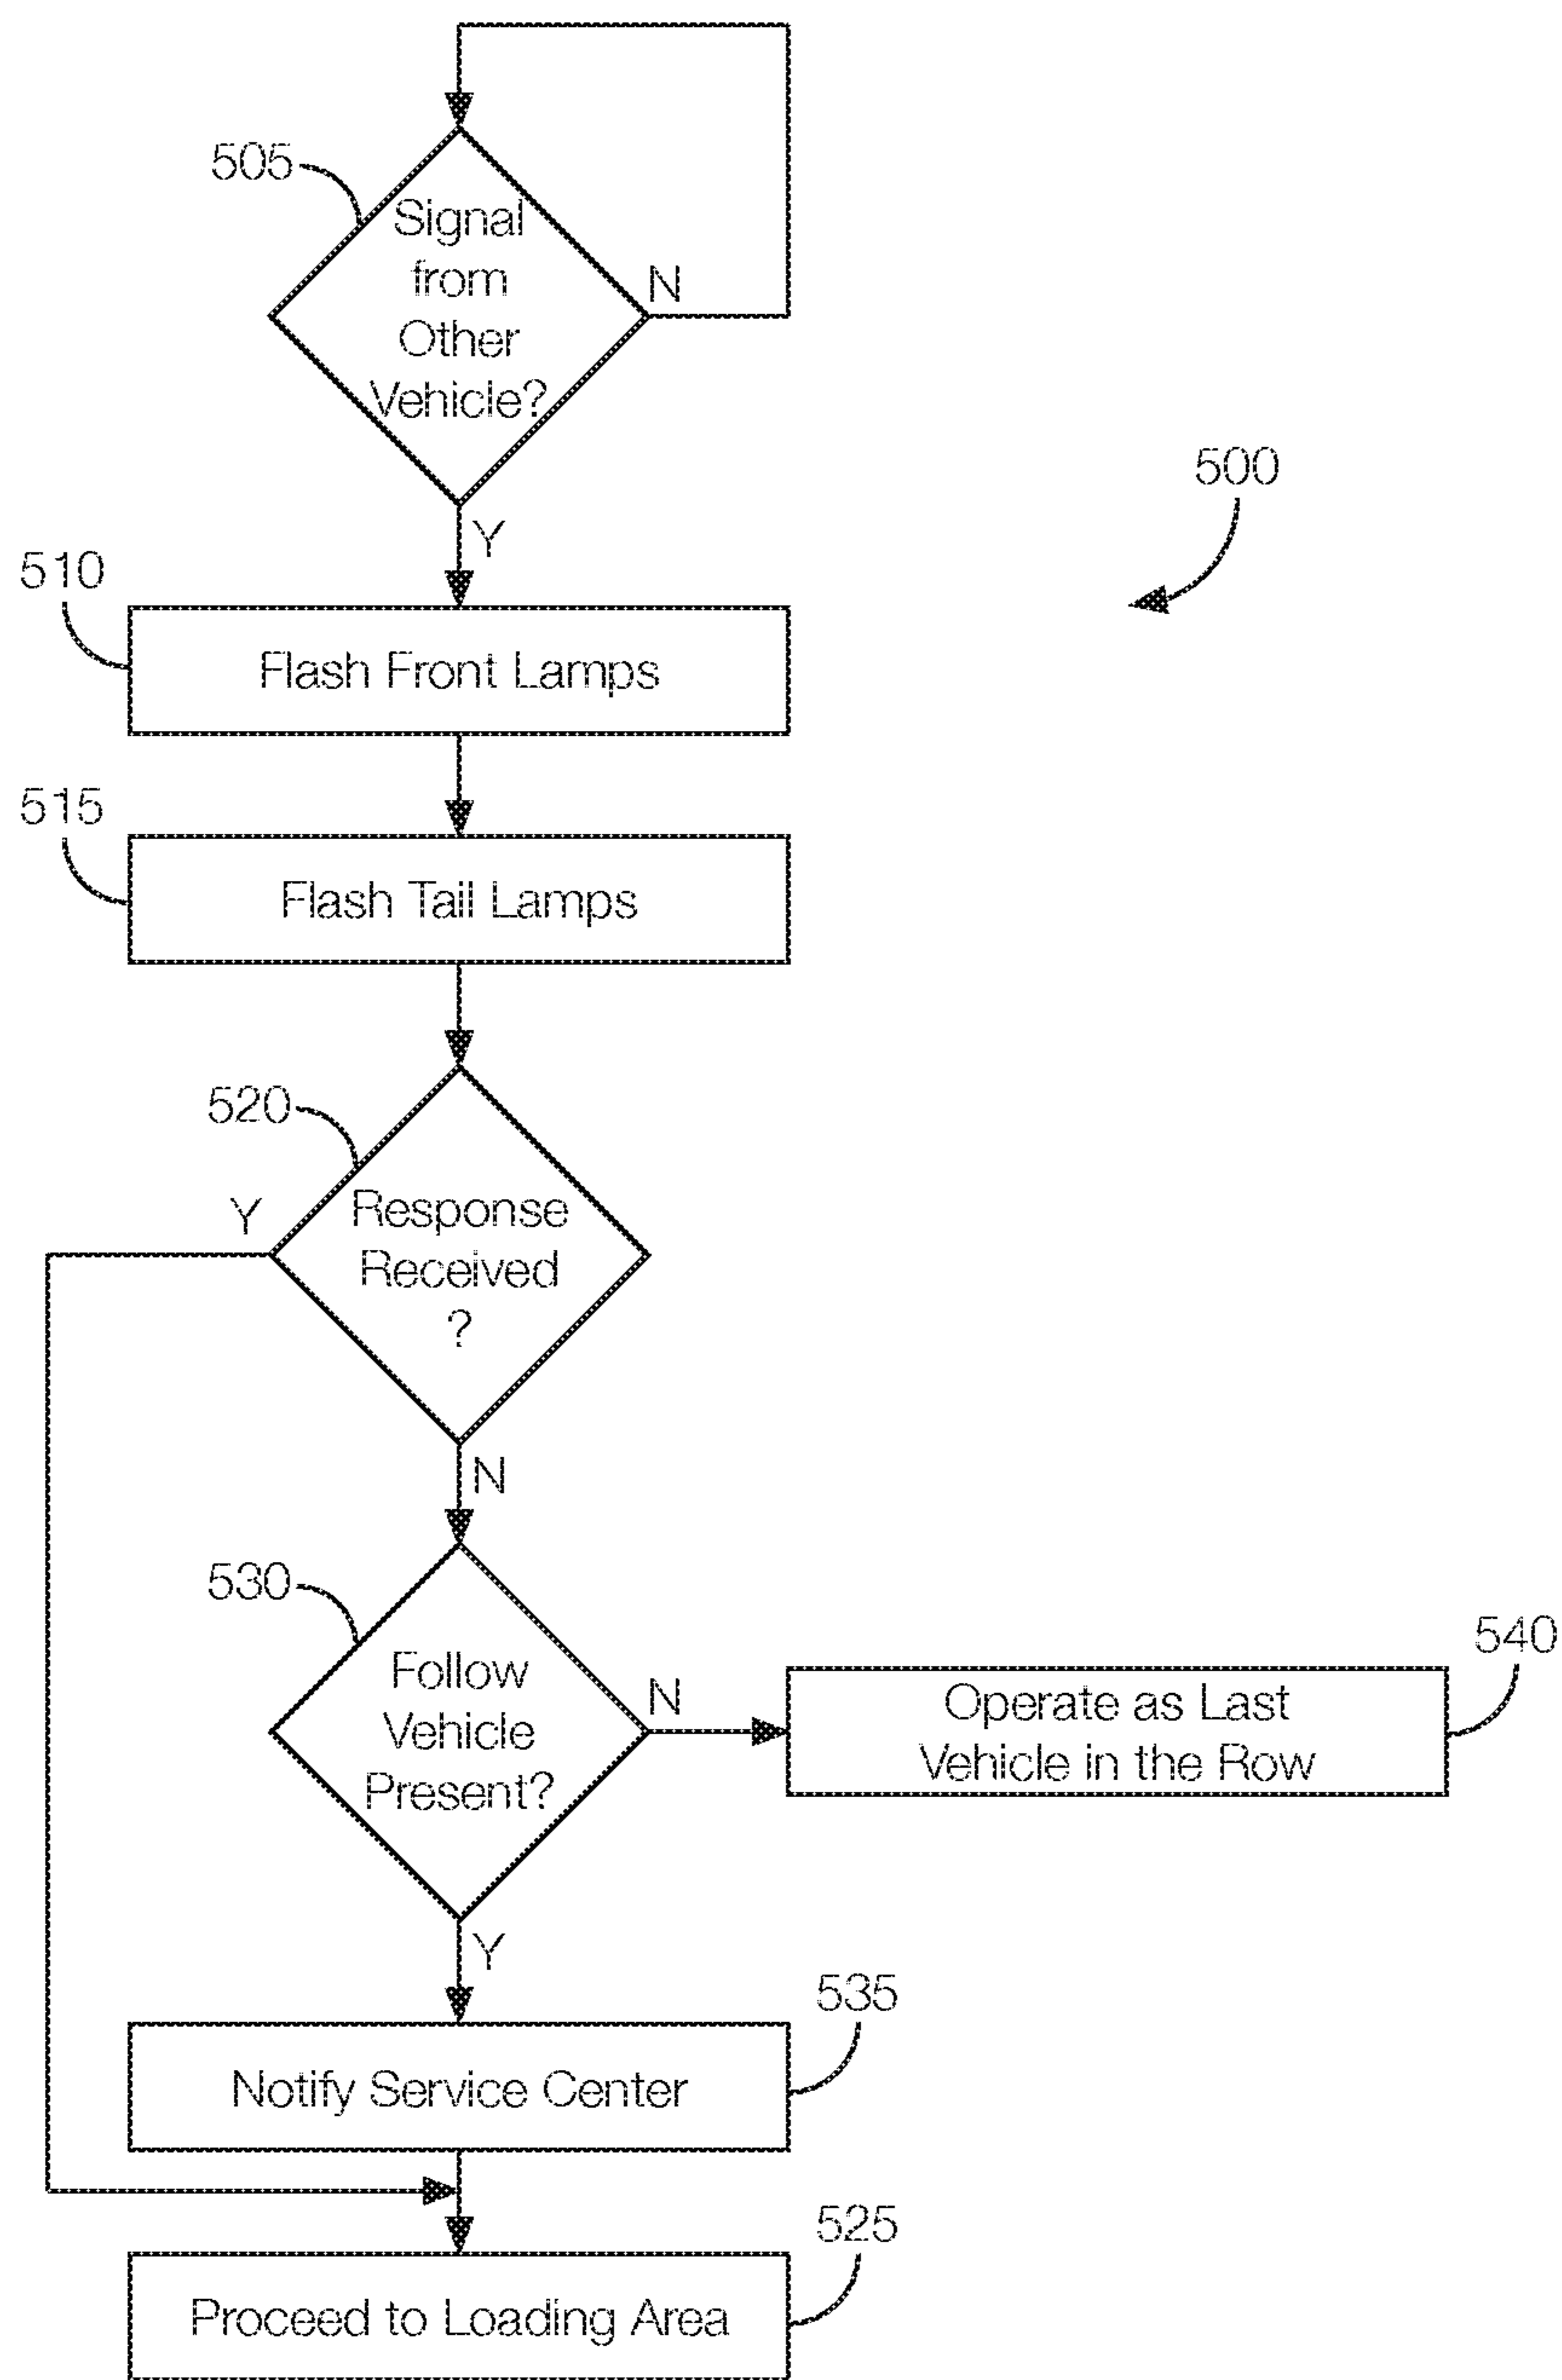 505
Signal
from
Other
Vehicle?
N
500
Y
510
Flash Front Lamps
515
Flash Tail Lamps
520
Y
Response
Received
?
N
530
Follow
Vehicle
Present?
N
540
Operate as Last
Vehicle in the Row
Y
535
Notify Service Center
525
Proceed to Loading Area